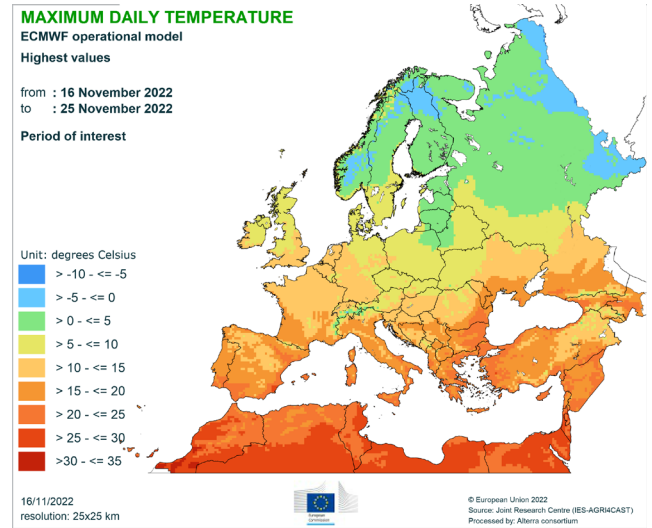 MAXIMUM DAILY TEMPERATURE
ECMWF operational model
Highest values
from : 16 November 2022
to : 25 November 2022
Period of interest
Unit: degrees Celsius
> -10 - <= -5
> -5 - <= 0
> 0 - <= 5
> 5 - <= 10
> 10 - <= 15
> 15 - <= 20
> 20 - <= 25
> 25 - <= 30
>30 - <= 35
16/11/2022
resolution: 25x25 km
European
Commission
© European Union 2022
Source: Joint Research Centre (IES-AGRI4CAST)
Processed by: Alterra consortium